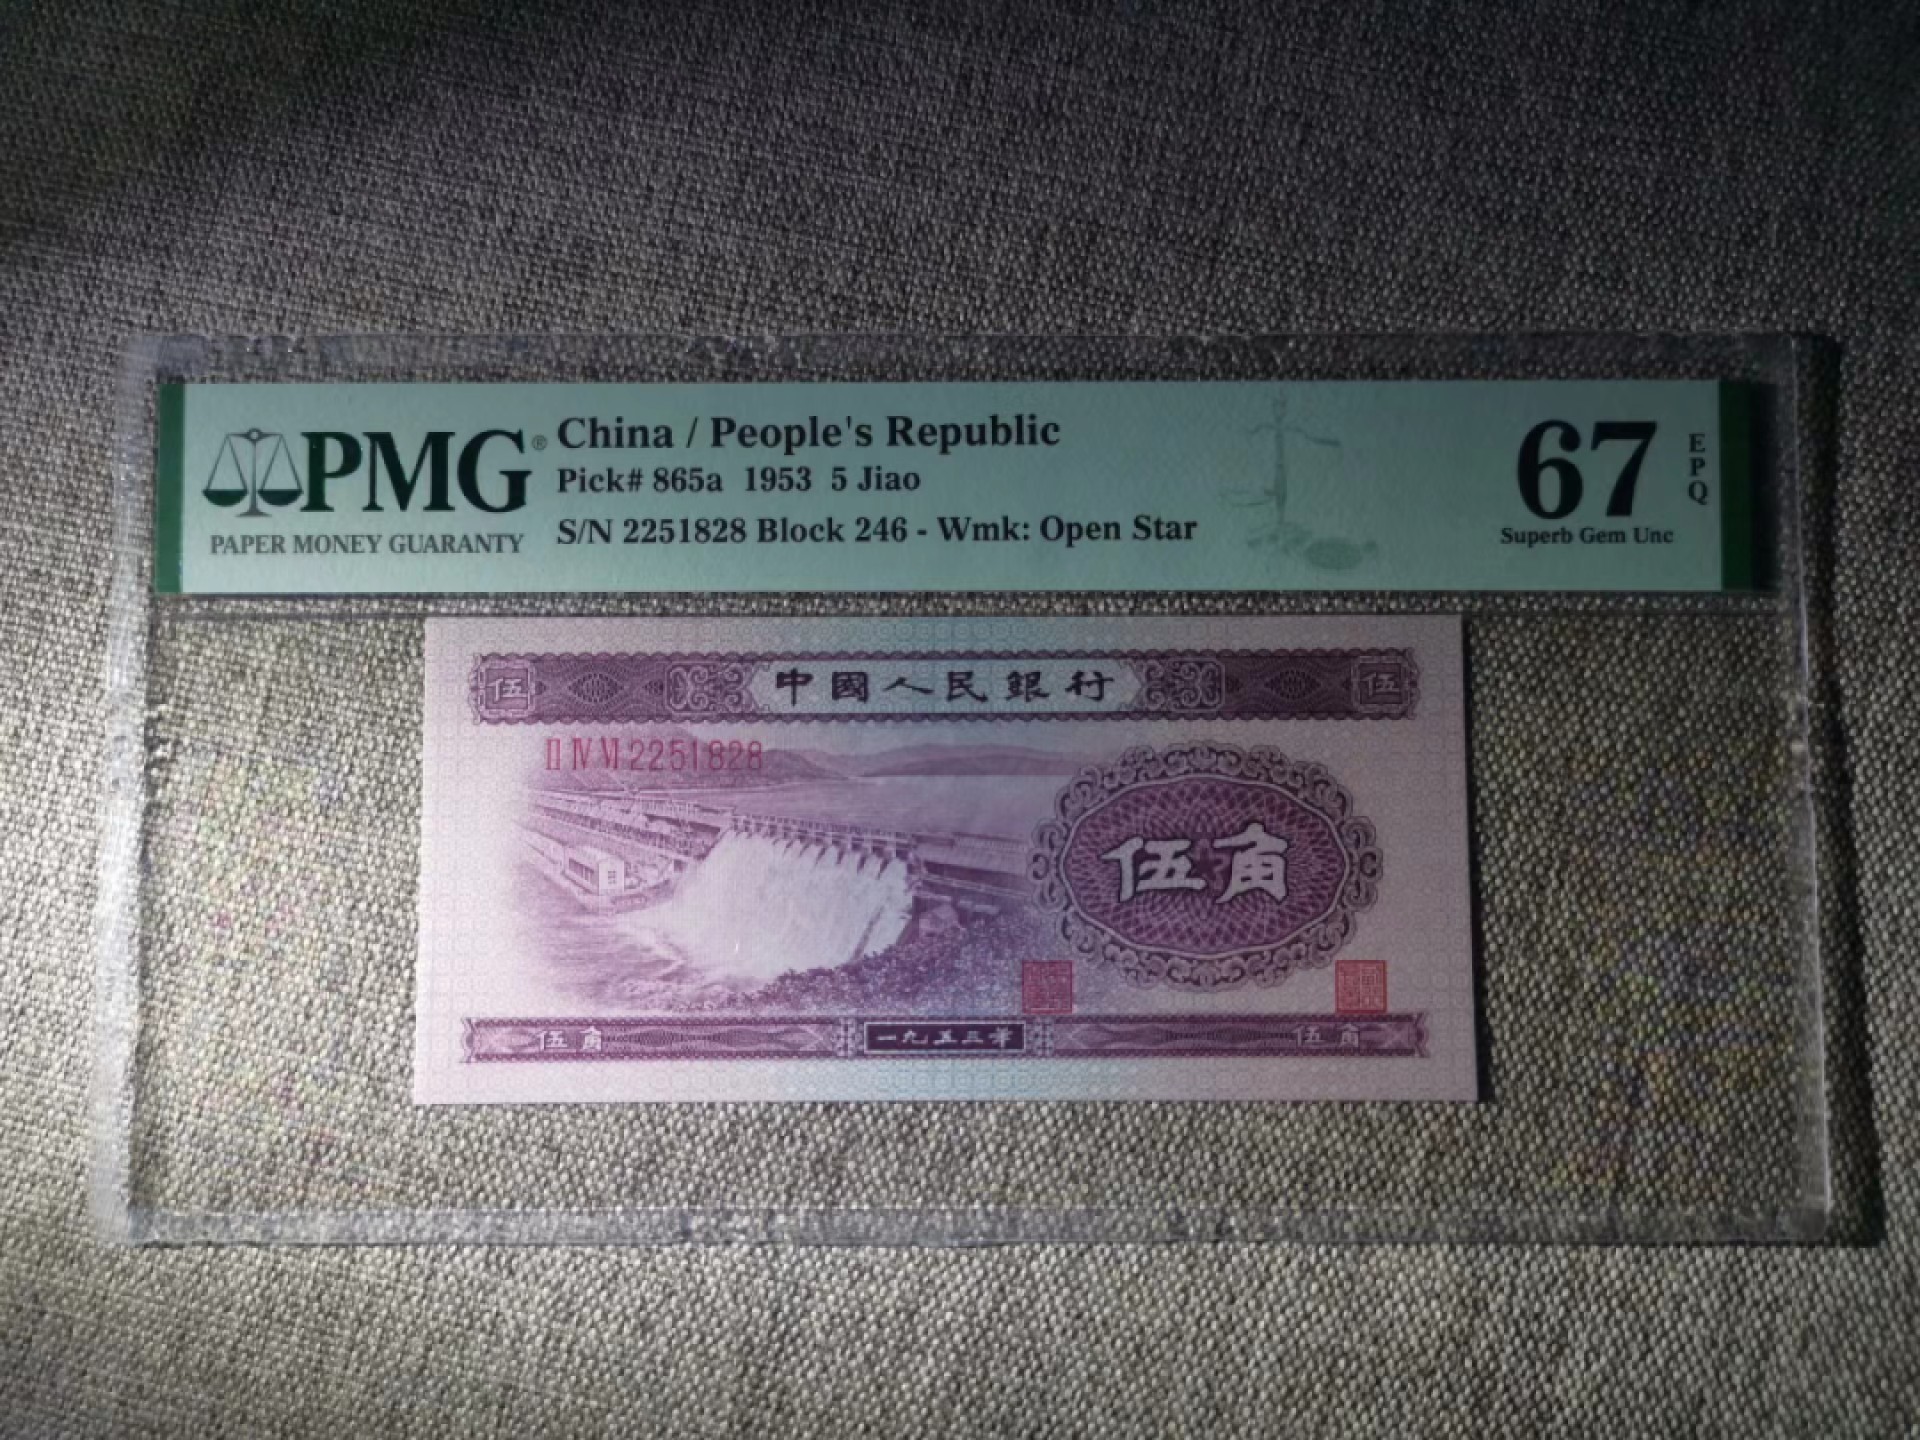 PMG®
PAPER MONEY GUARANTY
China / People's Republic
Pick# 865a 1953 5 Jiao
S/N 2251828 Block 246 - Wmk: Open Star
67
EPQ
Superb Gem Unc
伍 中國人民銀行 伍
II IV VI 2251828
伍角
伍角 一九五三年 伍角